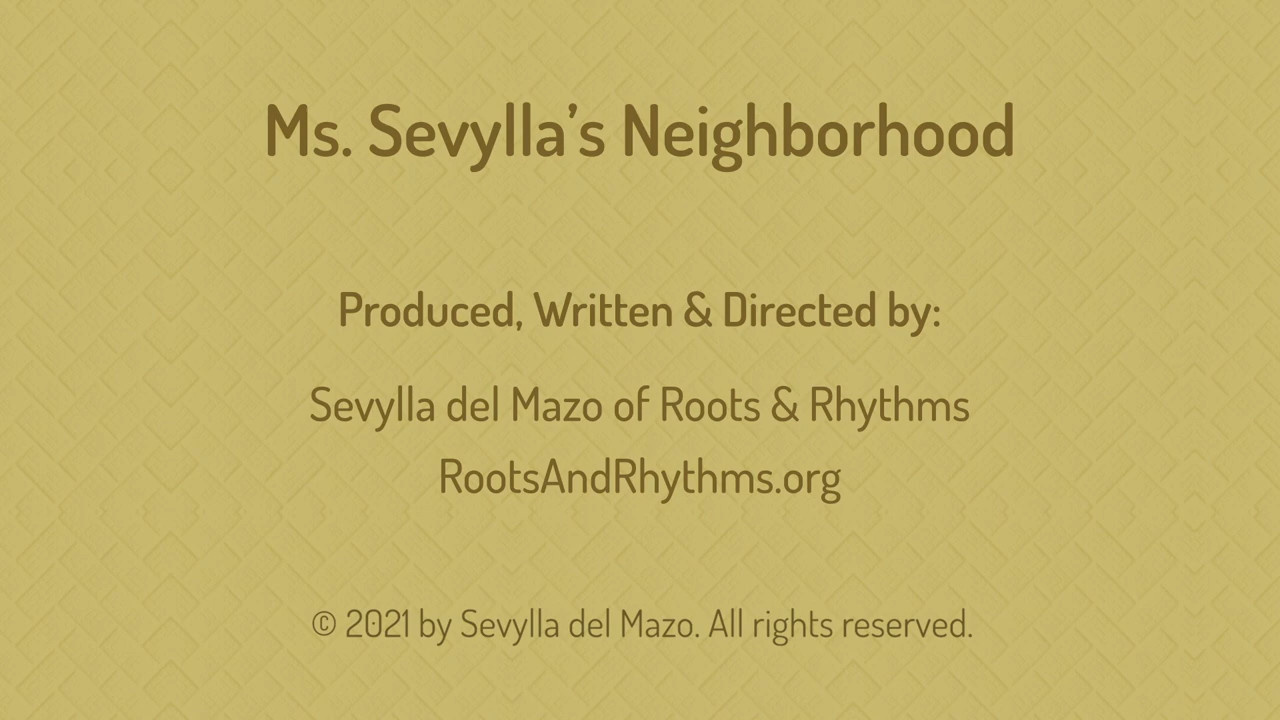 Ms. Sevylla’s Neighborhood
Produced, Written & Directed by:
Sevylla del Mazo of Roots & Rhythms
RootsAndRhythms.org
© 2021 by Sevylla del Mazo. All rights reserved.